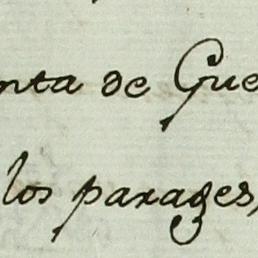 nta de Gue
los parages,